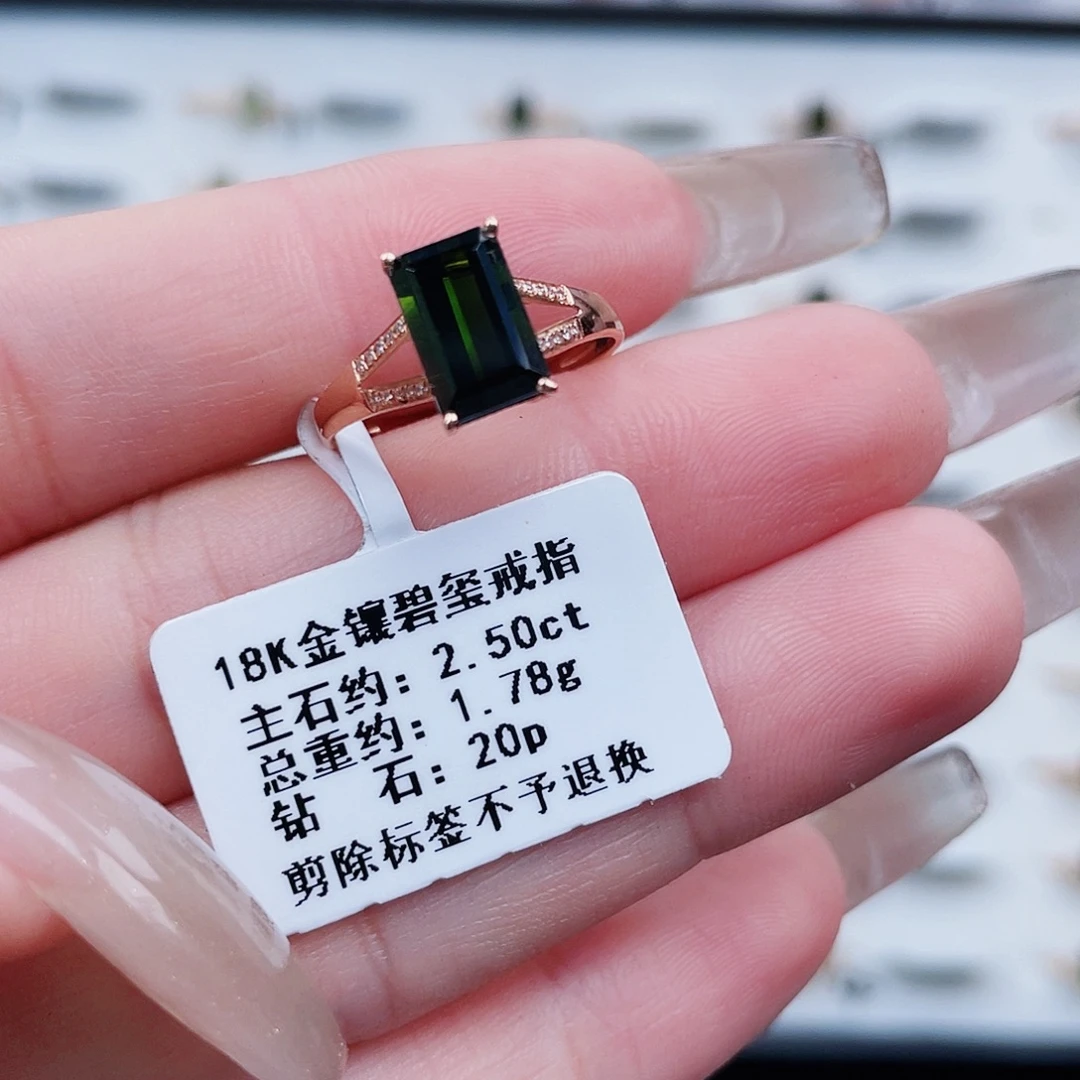 18K金镶碧玺戒指
主石约: 2.50ct
总重约: 1.78g
钻 石: 20p
剪除标签不予退换